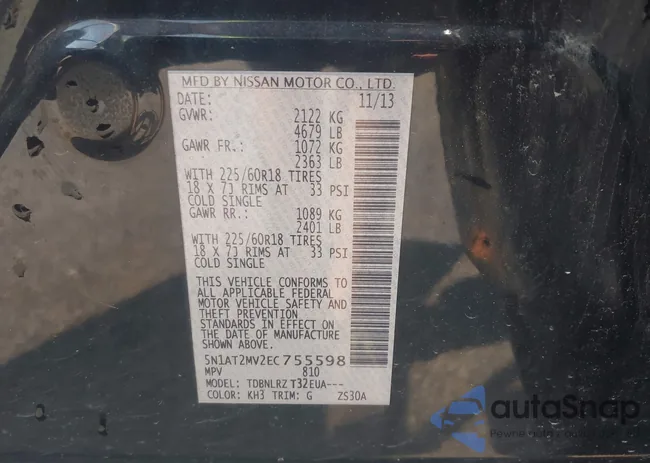 MFD BY NISSAN MOTOR CO., LTD.
DATE: 11/13
GVWR: 2122 KG
4679 LB
GAWR FR.: 1072 KG
2363 LB
WITH 225/60R18 TIRES
18 X 7J RIMS AT 33 PSI
COLD SINGLE
GAWR RR.: 1089 KG
2401 LB
WITH 225/60R18 TIRES
18 X 7J RIMS AT 33 PSI
COLD SINGLE
THIS VEHICLE CONFORMS TO
ALL APPLICABLE FEDERAL
MOTOR VEHICLE SAFETY AND
THEFT PREVENTION
STANDARDS IN EFFECT ON
THE DATE OF MANUFACTURE
SHOWN ABOVE.
5N1AT2MV2EC755598
MPV 810
MODEL: TDBNLRZ T32EUA---
COLOR: KH3 TRIM: G ZS30A
autoSnap